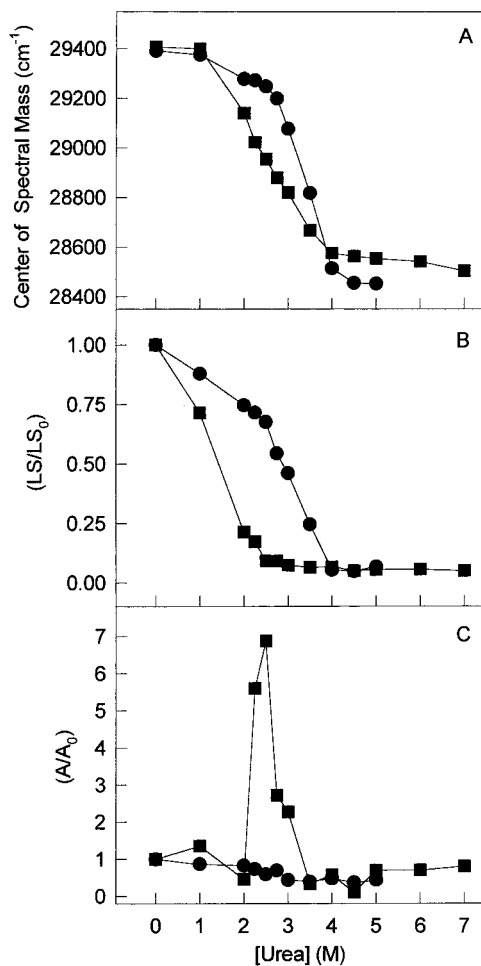 A
Center of Spectral Mass (cm⁻¹)
29400
29200
29000
28800
28600
28400
B
(LS/LS₀)
1.00
0.75
0.50
0.25
0.00
C
(A/A₀)
7
6
5
4
3
2
1
0
0 1 2 3 4 5 6 7
[Urea] (M)